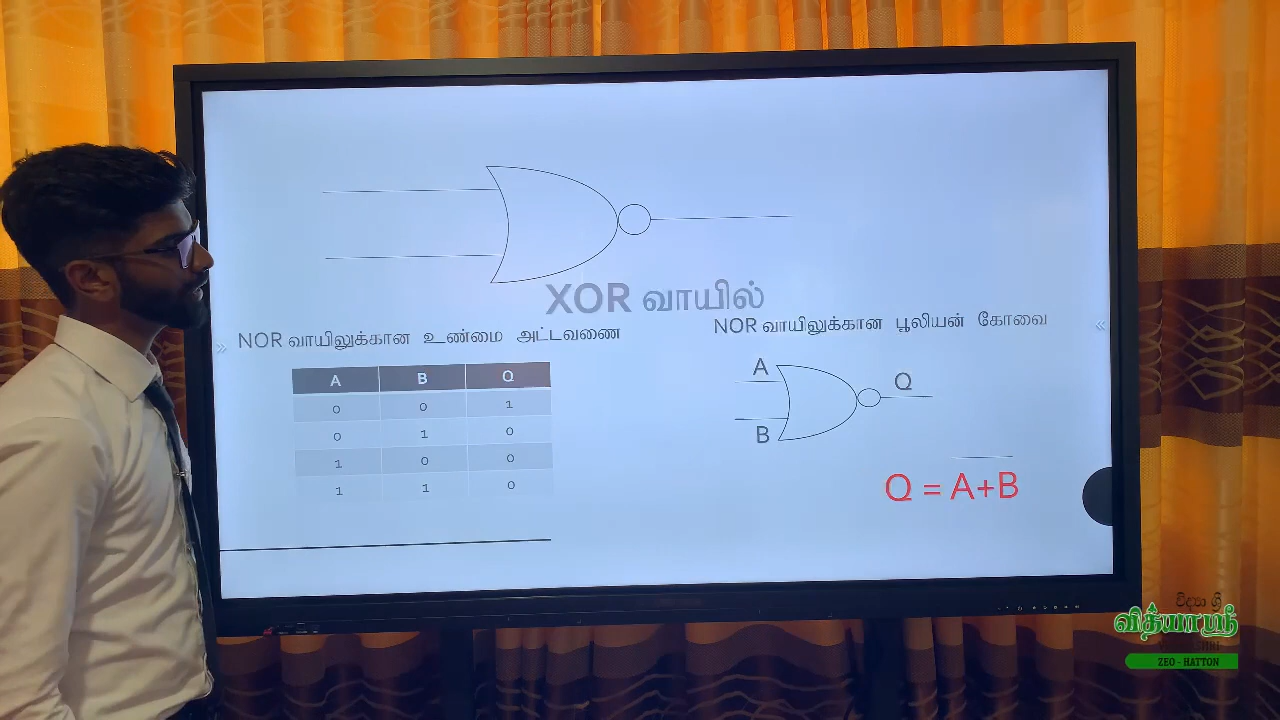 XOR வாயில்
NOR வாயிலுக்கான உண்மை அட்டவணை
A B Q
0 0 1
0 1 0
1 0 0
1 1 0
NOR வாயிலுக்கான பூலியன் கோவை
A
Q
B
Q = A+B
வித்யாஸ்ரீ
ZEO - HATTON